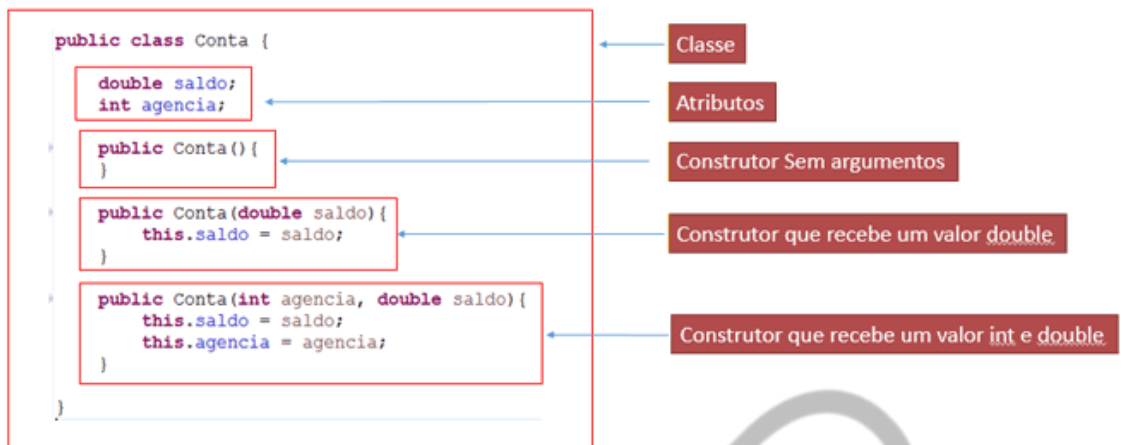 public class Conta {
Classe
double saldo;
int agencia;
Atributos
public Conta(){
}
Construtor Sem argumentos
public Conta(double saldo){
this.saldo = saldo;
}
Construtor que recebe um valor double
public Conta(int agencia, double saldo){
this.saldo = saldo;
this.agencia = agencia;
}
Construtor que recebe um valor int e double
}